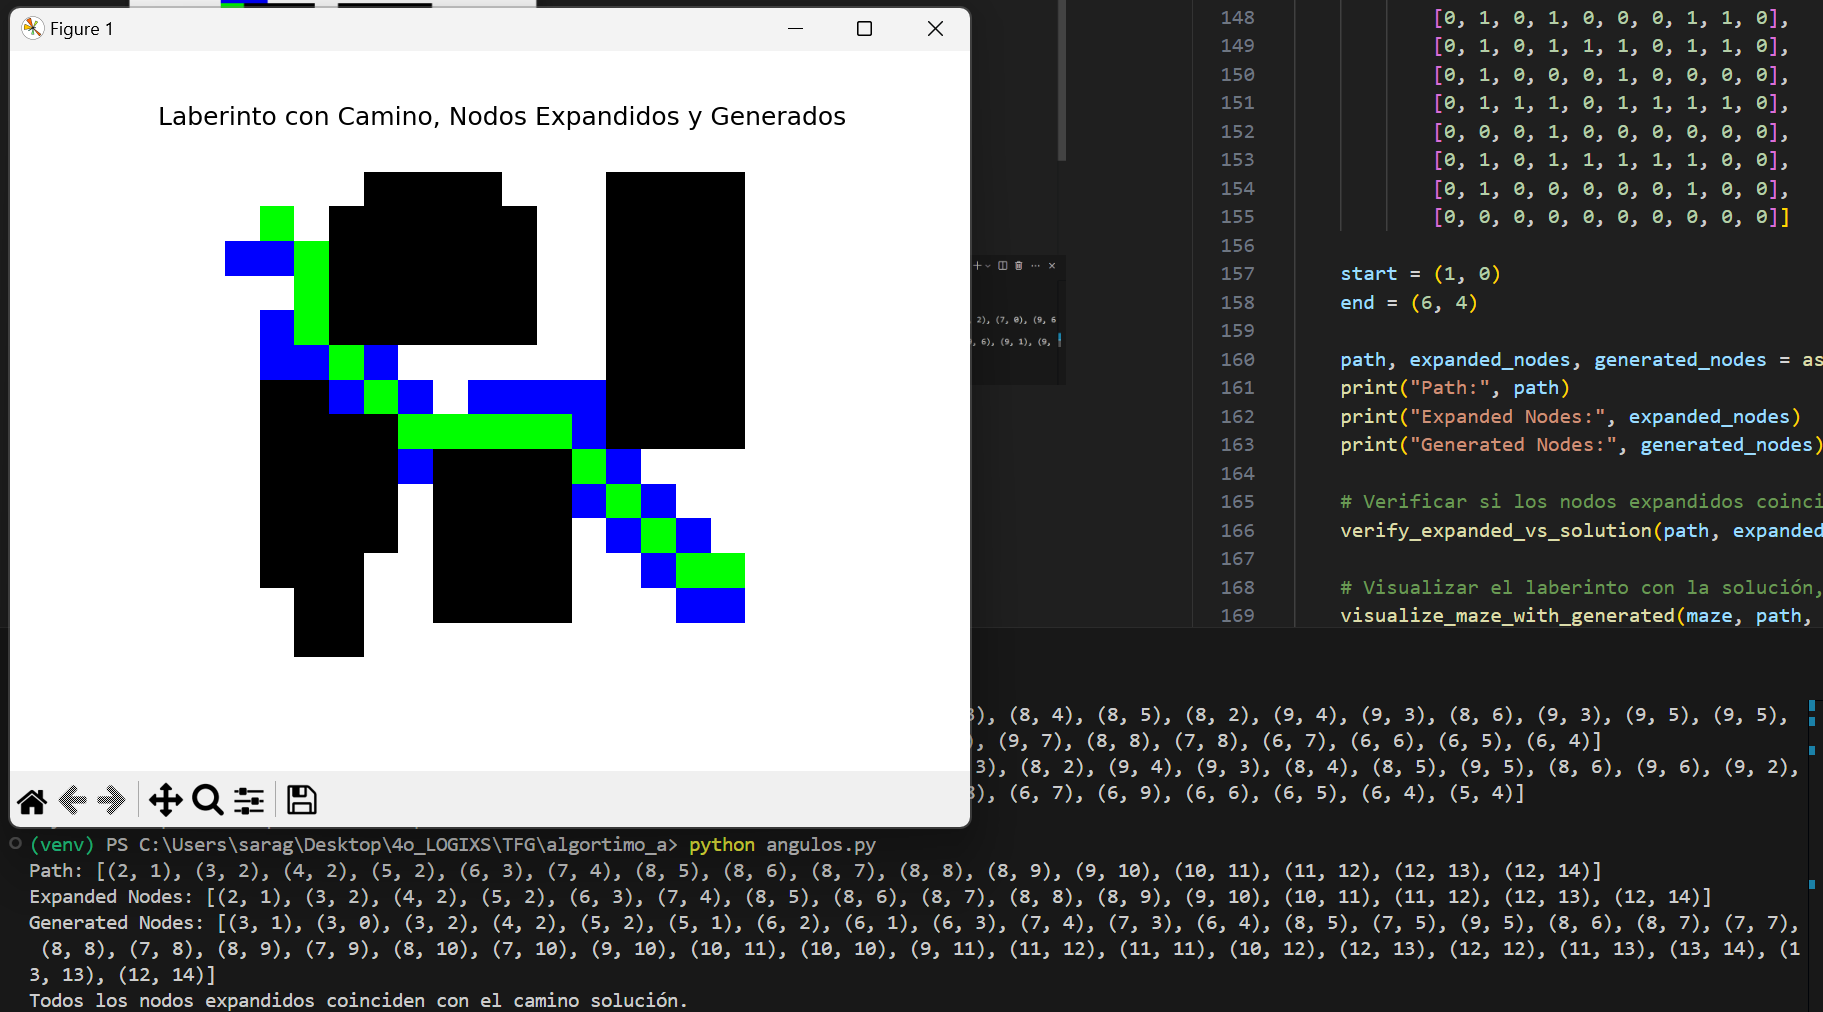 Figure 1
Laberinto con Camino, Nodos Expandidos y Generados
148 [0, 1, 0, 1, 0, 0, 0, 1, 1, 0],
149 [0, 1, 0, 1, 1, 1, 0, 1, 1, 0],
150 [0, 1, 0, 0, 0, 1, 0, 0, 0, 0],
151 [0, 1, 1, 1, 0, 1, 1, 1, 1, 0],
152 [0, 0, 0, 1, 0, 0, 0, 0, 0, 0],
153 [0, 1, 0, 1, 1, 1, 1, 1, 0, 0],
154 [0, 1, 0, 0, 0, 0, 0, 1, 0, 0],
155 [0, 0, 0, 0, 0, 0, 0, 0, 0, 0]]
156
157 start = (1, 0)
158 end = (6, 4)
159
160 path, expanded_nodes, generated_nodes = as
161 print("Path:", path)
162 print("Expanded Nodes:", expanded_nodes)
163 print("Generated Nodes:", generated_nodes)
164
165 # Verificar si los nodos expandidos coinci
166 verify_expanded_vs_solution(path, expanded
167
168 # Visualizar el laberinto con la solución,
169 visualize_maze_with_generated(maze, path,
2), (7, 0), (9, 6
, 6), (9, 1), (9,
3), (8, 4), (8, 5), (8, 2), (9, 4), (9, 3), (8, 6), (9, 3), (9, 5), (9, 5),
), (9, 7), (8, 8), (7, 8), (6, 7), (6, 6), (6, 5), (6, 4)]
3), (8, 2), (9, 4), (9, 3), (8, 4), (8, 5), (9, 5), (8, 6), (9, 6), (9, 2),
8), (6, 7), (6, 9), (6, 6), (6, 5), (6, 4), (5, 4)]
(venv) PS C:\Users\sarag\Desktop\4o_LOGIXS\TFG\algortimo_a> python angulos.py
Path: [(2, 1), (3, 2), (4, 2), (5, 2), (6, 3), (7, 4), (8, 5), (8, 6), (8, 7), (8, 8), (8, 9), (9, 10), (10, 11), (11, 12), (12, 13), (12, 14)]
Expanded Nodes: [(2, 1), (3, 2), (4, 2), (5, 2), (6, 3), (7, 4), (8, 5), (8, 6), (8, 7), (8, 8), (8, 9), (9, 10), (10, 11), (11, 12), (12, 13), (12, 14)]
Generated Nodes: [(3, 1), (3, 0), (3, 2), (4, 2), (5, 2), (5, 1), (6, 2), (6, 1), (6, 3), (7, 4), (7, 3), (6, 4), (8, 5), (7, 5), (9, 5), (8, 6), (8, 7), (7, 7),
(8, 8), (7, 8), (8, 9), (7, 9), (8, 10), (7, 10), (9, 10), (10, 11), (10, 10), (9, 11), (11, 12), (11, 11), (10, 12), (12, 13), (12, 12), (11, 13), (13, 14), (1
3, 13), (12, 14)]
Todos los nodos expandidos coinciden con el camino solución.